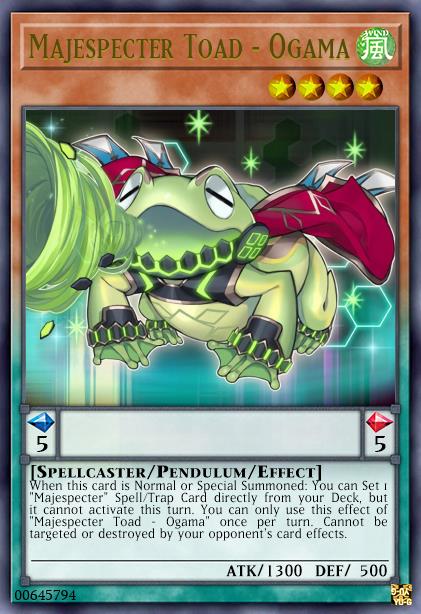 Majespecter Toad - Ogama
WIND
風
5 5
[Spellcaster/Pendulum/Effect]
When this card is Normal or Special Summoned: You can Set 1
"Majespecter" Spell/Trap Card directly from your Deck, but
it cannot activate this turn. You can only use this effect of
"Majespecter Toad - Ogama" once per turn. Cannot be
targeted or destroyed by your opponent's card effects.
ATK/1300 DEF/ 500
00645794